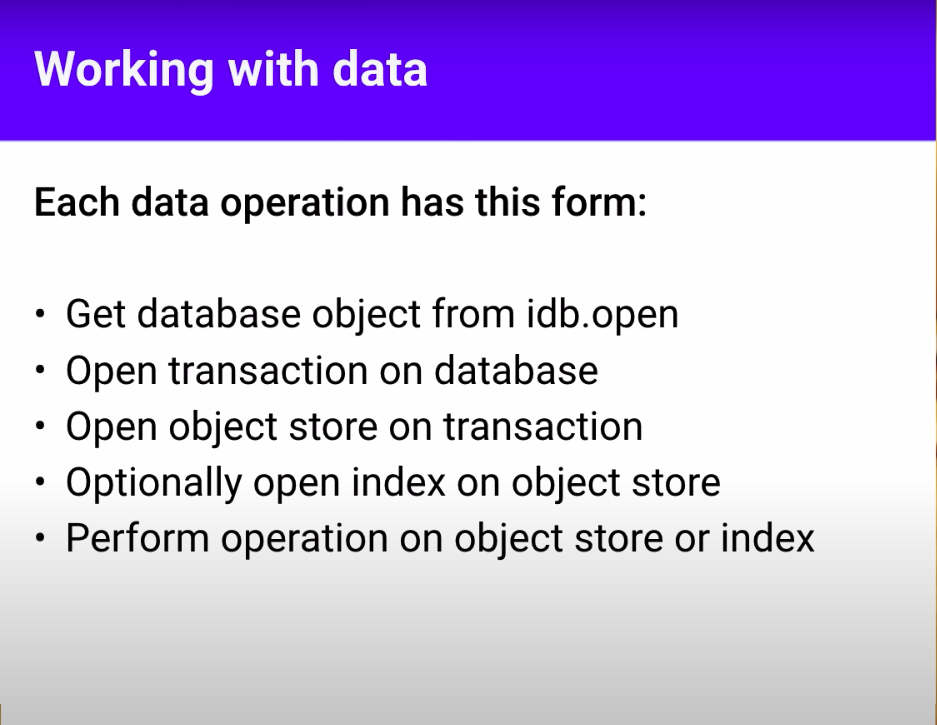 Working with data
Each data operation has this form:
• Get database object from idb.open
• Open transaction on database
• Open object store on transaction
• Optionally open index on object store
• Perform operation on object store or index